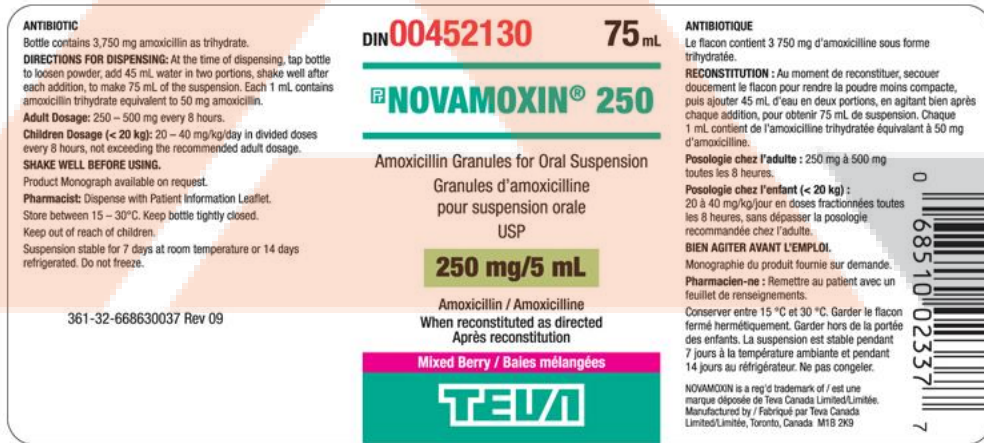 ANTIBIOTIC
Bottle contains 3,750 mg amoxicillin as trihydrate.
DIRECTIONS FOR DISPENSING: At the time of dispensing, tap bottle
to loosen powder, add 45 mL water in two portions, shake well after
each addition, to make 75 mL of the suspension. Each 1 mL contains
amoxicillin trihydrate equivalent to 50 mg amoxicillin.
Adult Dosage: 250 – 500 mg every 8 hours.
Children Dosage (< 20 kg): 20 – 40 mg/kg/day in divided doses
every 8 hours, not exceeding the recommended adult dosage.
SHAKE WELL BEFORE USING.
Product Monograph available on request.
Pharmacist: Dispense with Patient Information Leaflet.
Store between 15 – 30°C. Keep bottle tightly closed.
Keep out of reach of children.
Suspension stable for 7 days at room temperature or 14 days
refrigerated. Do not freeze.
361-32-668630037 Rev 09
DIN 00452130 75 mL
Pr NOVAMOXIN® 250
Amoxicillin Granules for Oral Suspension
Granules d'amoxicilline
pour suspension orale
USP
250 mg/5 mL
Amoxicillin / Amoxicilline
When reconstituted as directed
Après reconstitution
Mixed Berry / Baies mélangées
TEVA
ANTIBIOTIQUE
Le flacon contient 3 750 mg d'amoxicilline sous forme
trihydratée.
RECONSTITUTION : Au moment de reconstituer, secouer
doucement le flacon pour rendre la poudre moins compacte,
puis ajouter 45 mL d'eau en deux portions, en agitant bien après
chaque addition, pour obtenir 75 mL de suspension. Chaque
1 mL contient de l'amoxicilline trihydratée équivalant à 50 mg
d'amoxicilline.
Posologie chez l'adulte : 250 mg à 500 mg
toutes les 8 heures.
Posologie chez l'enfant (< 20 kg) :
20 à 40 mg/kg/jour en doses fractionnées toutes
les 8 heures, sans dépasser la posologie
recommandée chez l'adulte.
BIEN AGITER AVANT L'EMPLOI.
Monographie du produit fournie sur demande.
Pharmacien-ne : Remettre au patient avec un
feuillet de renseignements.
Conserver entre 15 °C et 30 °C. Garder le flacon
fermé hermétiquement. Garder hors de la portée
des enfants. La suspension est stable pendant
7 jours à la température ambiante et pendant
14 jours au réfrigérateur. Ne pas congeler.
NOVAMOXIN is a reg'd trademark of / est une
marque déposée de Teva Canada Limited/Limitée.
Manufactured by / Fabriqué par Teva Canada
Limited/Limitée, Toronto, Canada M1B 2K9
0 68510 02337 7